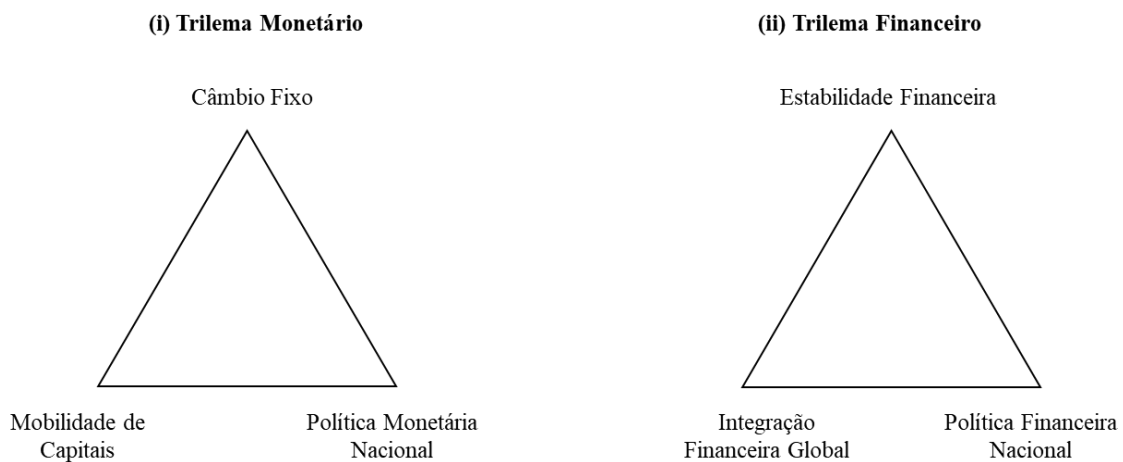 (i) Trilema Monetário
Câmbio Fixo
Mobilidade de
Capitais
Política Monetária
Nacional
(ii) Trilema Financeiro
Estabilidade Financeira
Integração
Financeira Global
Política Financeira
Nacional